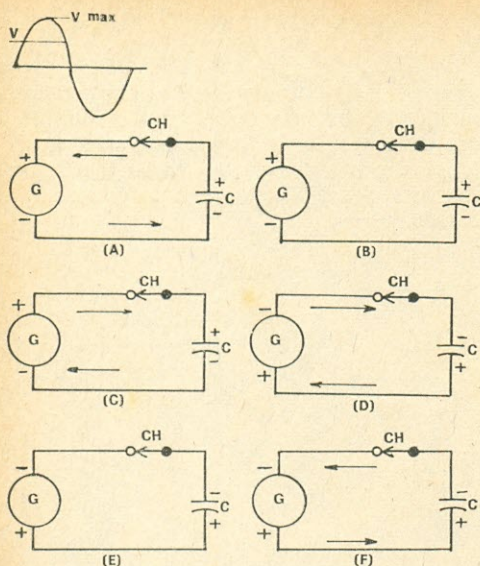 V max
V
CH
+
G
-
+
-
C
(A)
CH
+
G
-
+
-
C
(B)
CH
+
G
-
+
-
C
(C)
CH
-
G
+
-
+
C
(D)
CH
-
G
+
-
+
C
(E)
CH
-
G
+
-
+
C
(F)